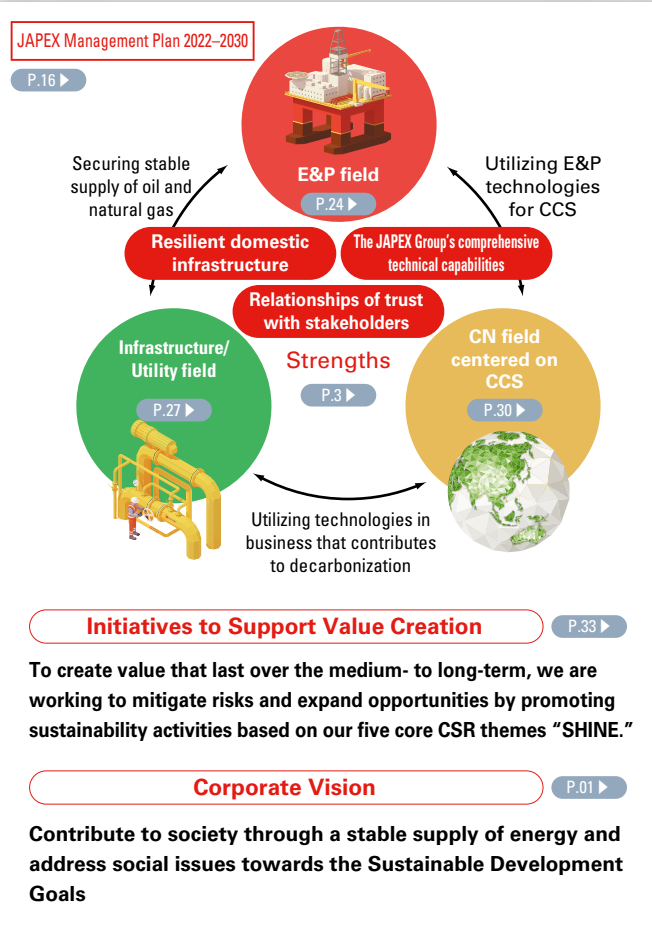 JAPEX Management Plan 2022–2030
P.16
E&P field
P.24
Securing stable
supply of oil and
natural gas
Utilizing E&P
technologies
for CCS
Resilient domestic
infrastructure
The JAPEX Group's comprehensive
technical capabilities
Relationships of trust
with stakeholders
Strengths
P.3
Infrastructure/
Utility field
P.27
CN field
centered on
CCS
P.30
Utilizing technologies in
business that contributes
to decarbonization
Initiatives to Support Value Creation
P.33
To create value that last over the medium- to long-term, we are
working to mitigate risks and expand opportunities by promoting
sustainability activities based on our five core CSR themes “SHINE.”
Corporate Vision
P.01
Contribute to society through a stable supply of energy and
address social issues towards the Sustainable Development
Goals